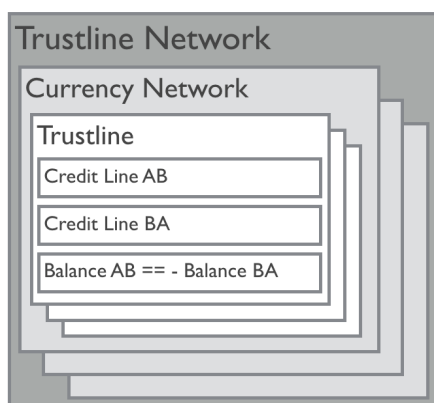 Trustline Network
Currency Network
Trustline
Credit Line AB
Credit Line BA
Balance AB == - Balance BA